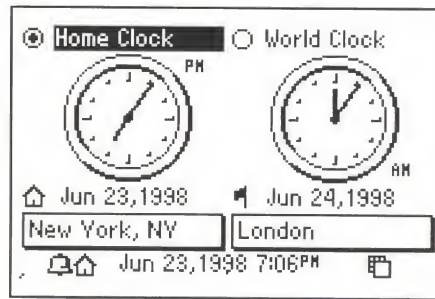 Home Clock World Clock
PM
AM
Jun 23,1998 Jun 24,1998
New York, NY London
Jun 23,1998 7:06PM